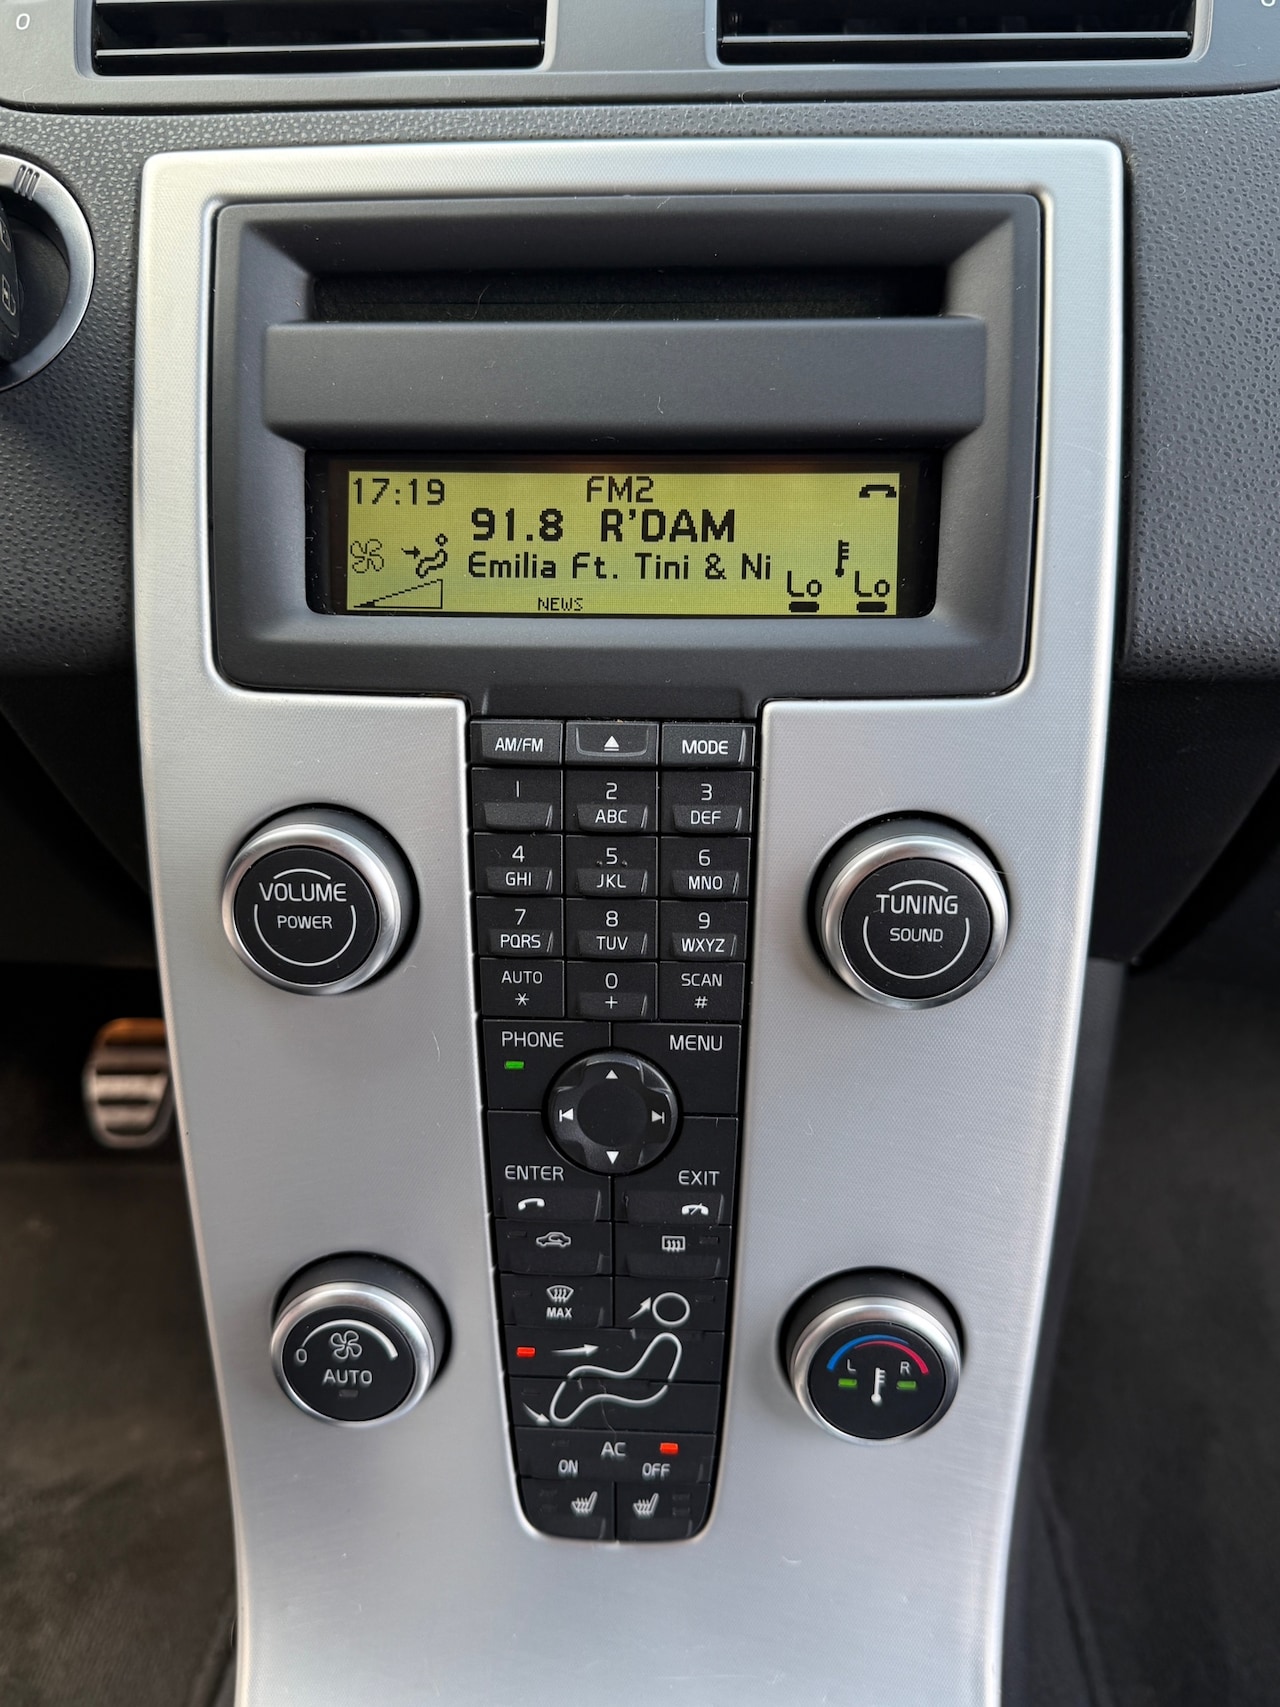 17:19 FM2
91.8 R'DAM
Emilia Ft. Tini & Ni
Lo Lo
NEWS
AM/FM MODE
1 2 3
ABC DEF
4 5 6
GHI JKL MNO
7 8 9
PQRS TUV WXYZ
AUTO 0 SCAN
* + #
VOLUME
POWER
TUNING
SOUND
PHONE MENU
ENTER EXIT
MAX
0
AUTO
L R
AC
ON OFF